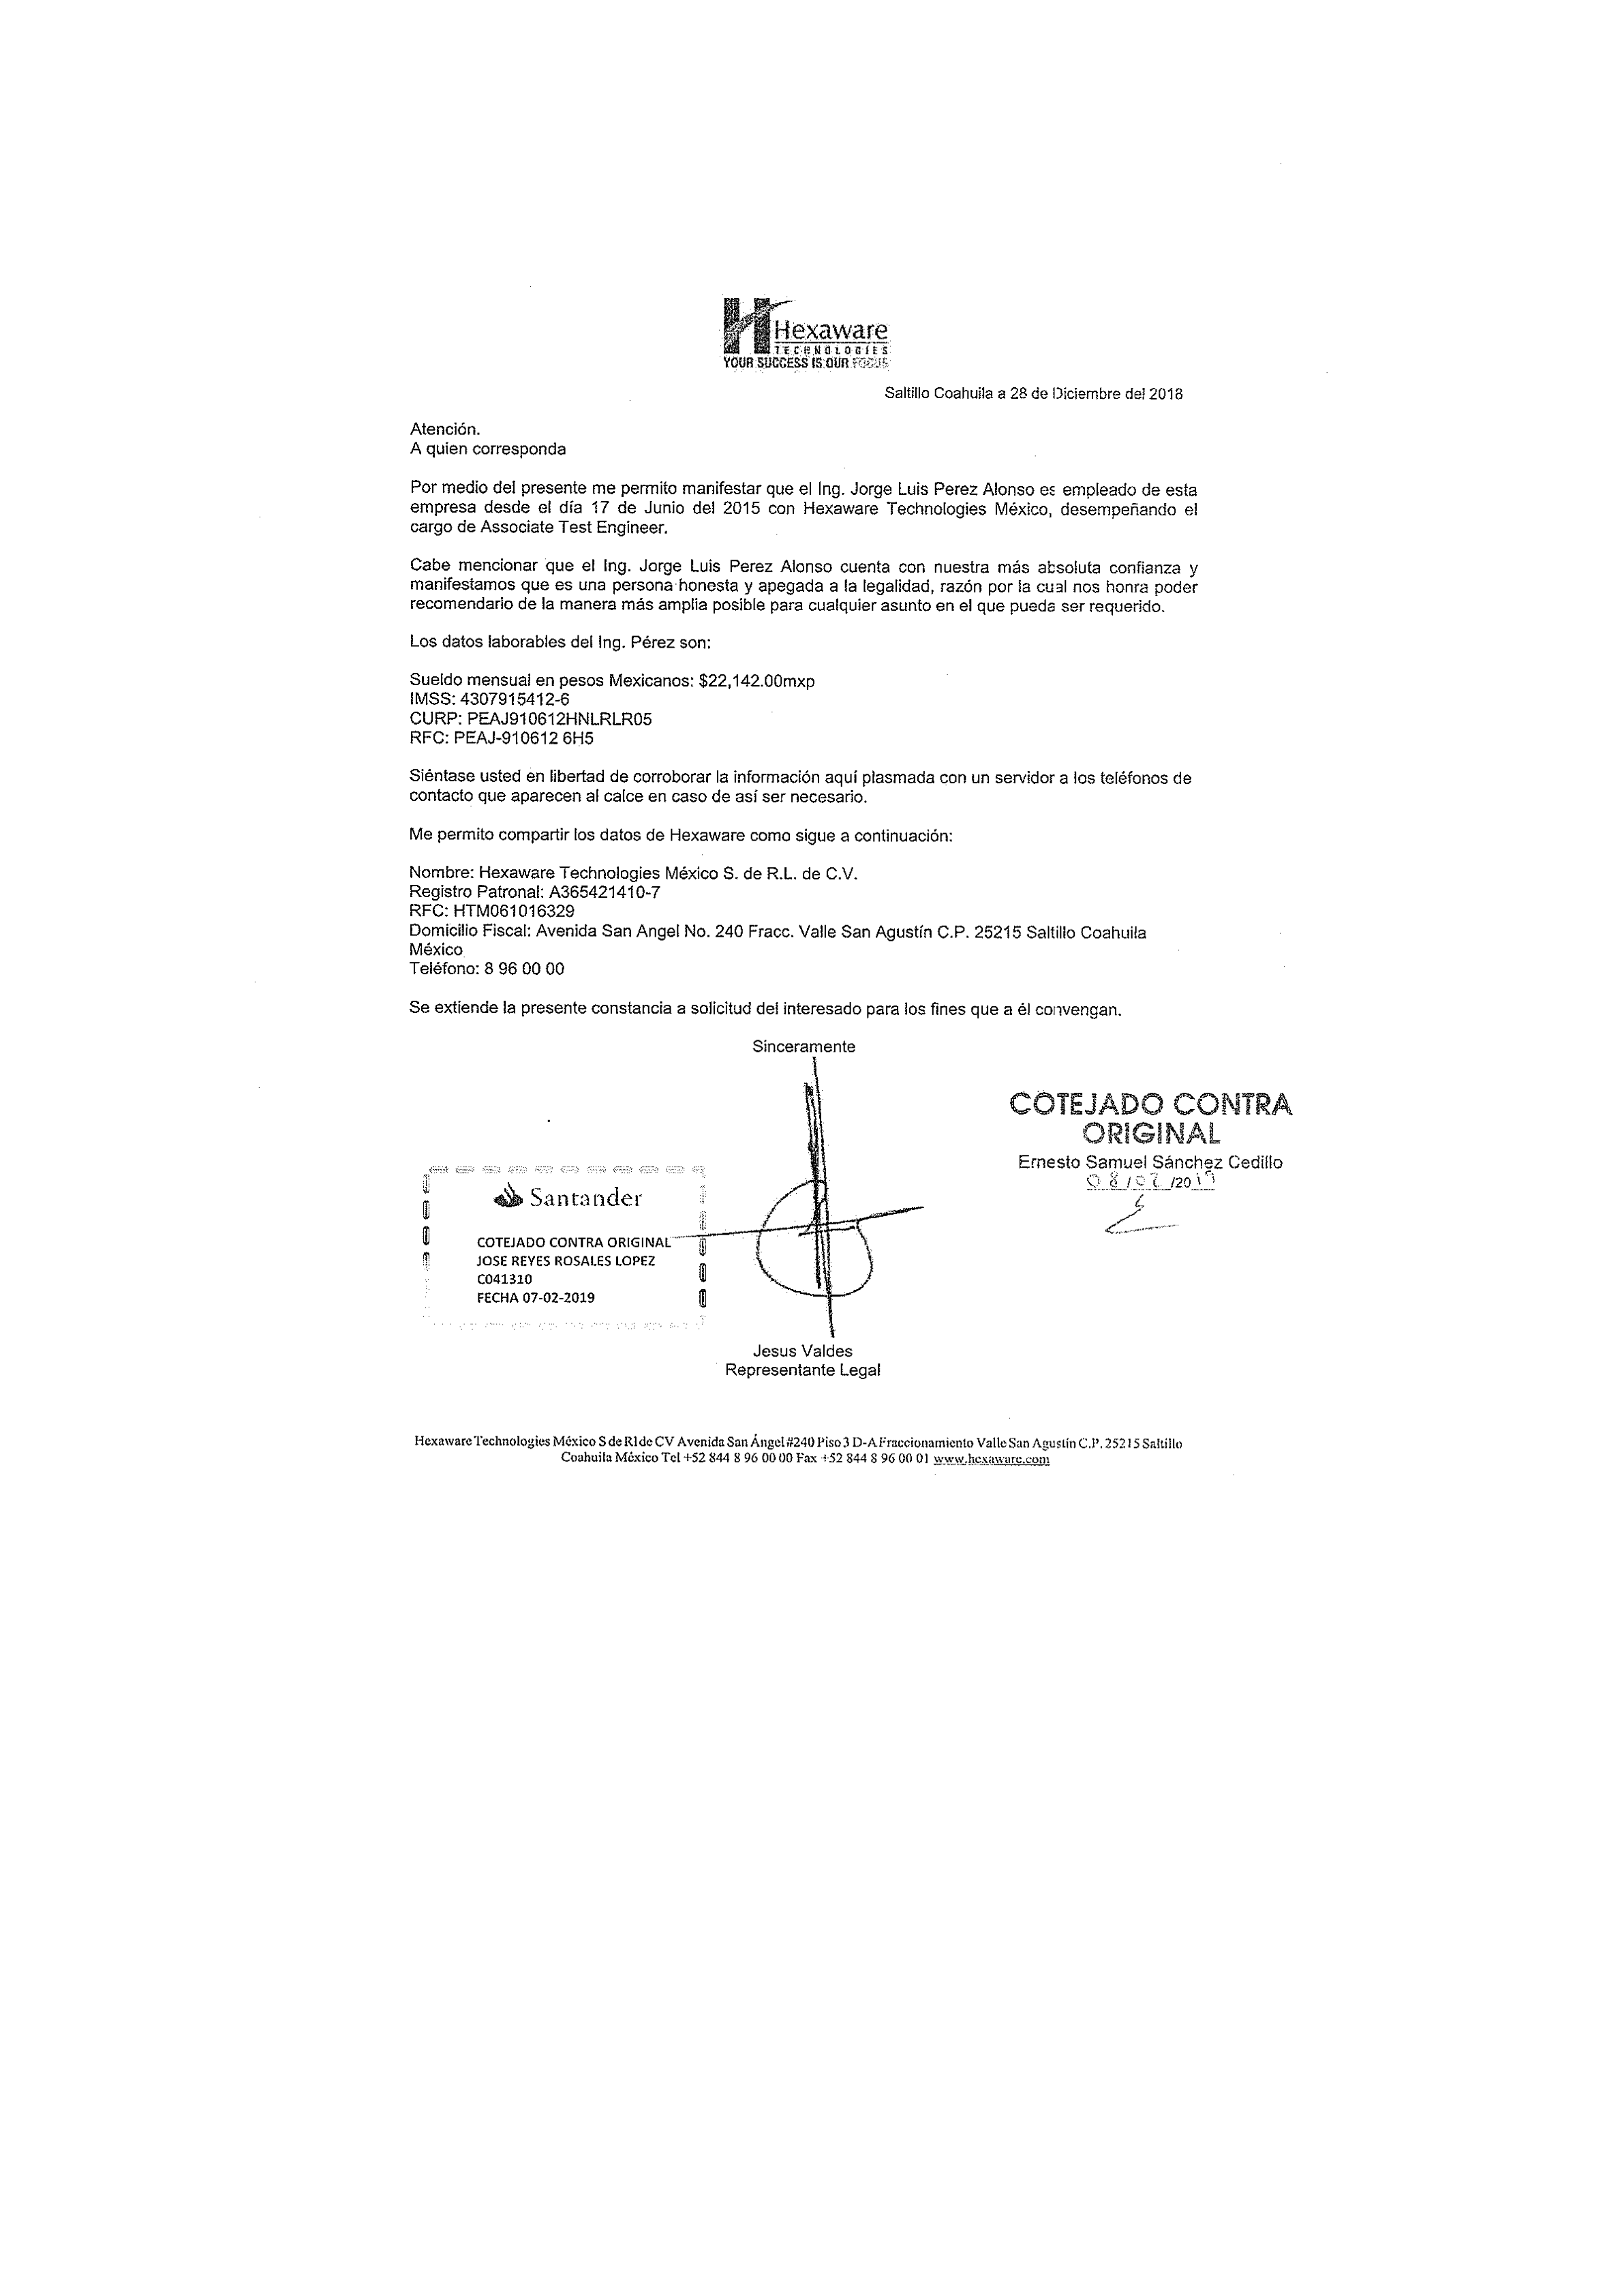 Hexaware
TECHNOLOGIES
YOUR SUCCESS IS OUR FOCUS
Saltillo Coahuila a 28 de Diciembre del 2018
Atención.
A quien corresponda
Por medio del presente me permito manifestar que el Ing. Jorge Luis Perez Alonso es empleado de esta
empresa desde el día 17 de Junio del 2015 con Hexaware Technologies México, desempeñando el
cargo de Associate Test Engineer.
Cabe mencionar que el Ing. Jorge Luis Perez Alonso cuenta con nuestra más absoluta confianza y
manifestamos que es una persona honesta y apegada a la legalidad, razón por la cual nos honra poder
recomendarlo de la manera más amplia posible para cualquier asunto en el que pueda ser requerido.
Los datos laborables del Ing. Pérez son:
Sueldo mensual en pesos Mexicanos: $22,142.00mxp
IMSS: 4307915412-6
CURP: PEAJ910612HNLRLR05
RFC: PEAJ-910612 6H5
Siéntase usted en libertad de corroborar la información aquí plasmada con un servidor a los teléfonos de
contacto que aparecen al calce en caso de así ser necesario.
Me permito compartir los datos de Hexaware como sigue a continuación:
Nombre: Hexaware Technologies México S. de R.L. de C.V.
Registro Patronal: A365421410-7
RFC: HTM061016329
Domicilio Fiscal: Avenida San Angel No. 240 Fracc. Valle San Agustín C.P. 25215 Saltillo Coahuila
México
Teléfono: 8 96 00 00
Se extiende la presente constancia a solicitud del interesado para los fines que a él convengan.
Sinceramente
COTEJADO CONTRA
ORIGINAL
Ernesto Samuel Sánchez Cedillo
08/02/2019
Santander
COTEJADO CONTRA ORIGINAL
JOSE REYES ROSALES LOPEZ
C041310
FECHA 07-02-2019
Jesus Valdes
Representante Legal
Hexaware Technologies México S de Rl de CV Avenida San Ángel #240 Piso 3 D-A Fraccionamiento Valle San Agustín C.P. 25215 Saltillo
Coahuila México Tel +52 844 8 96 00 00 Fax +52 844 8 96 00 01 www.hexaware.com